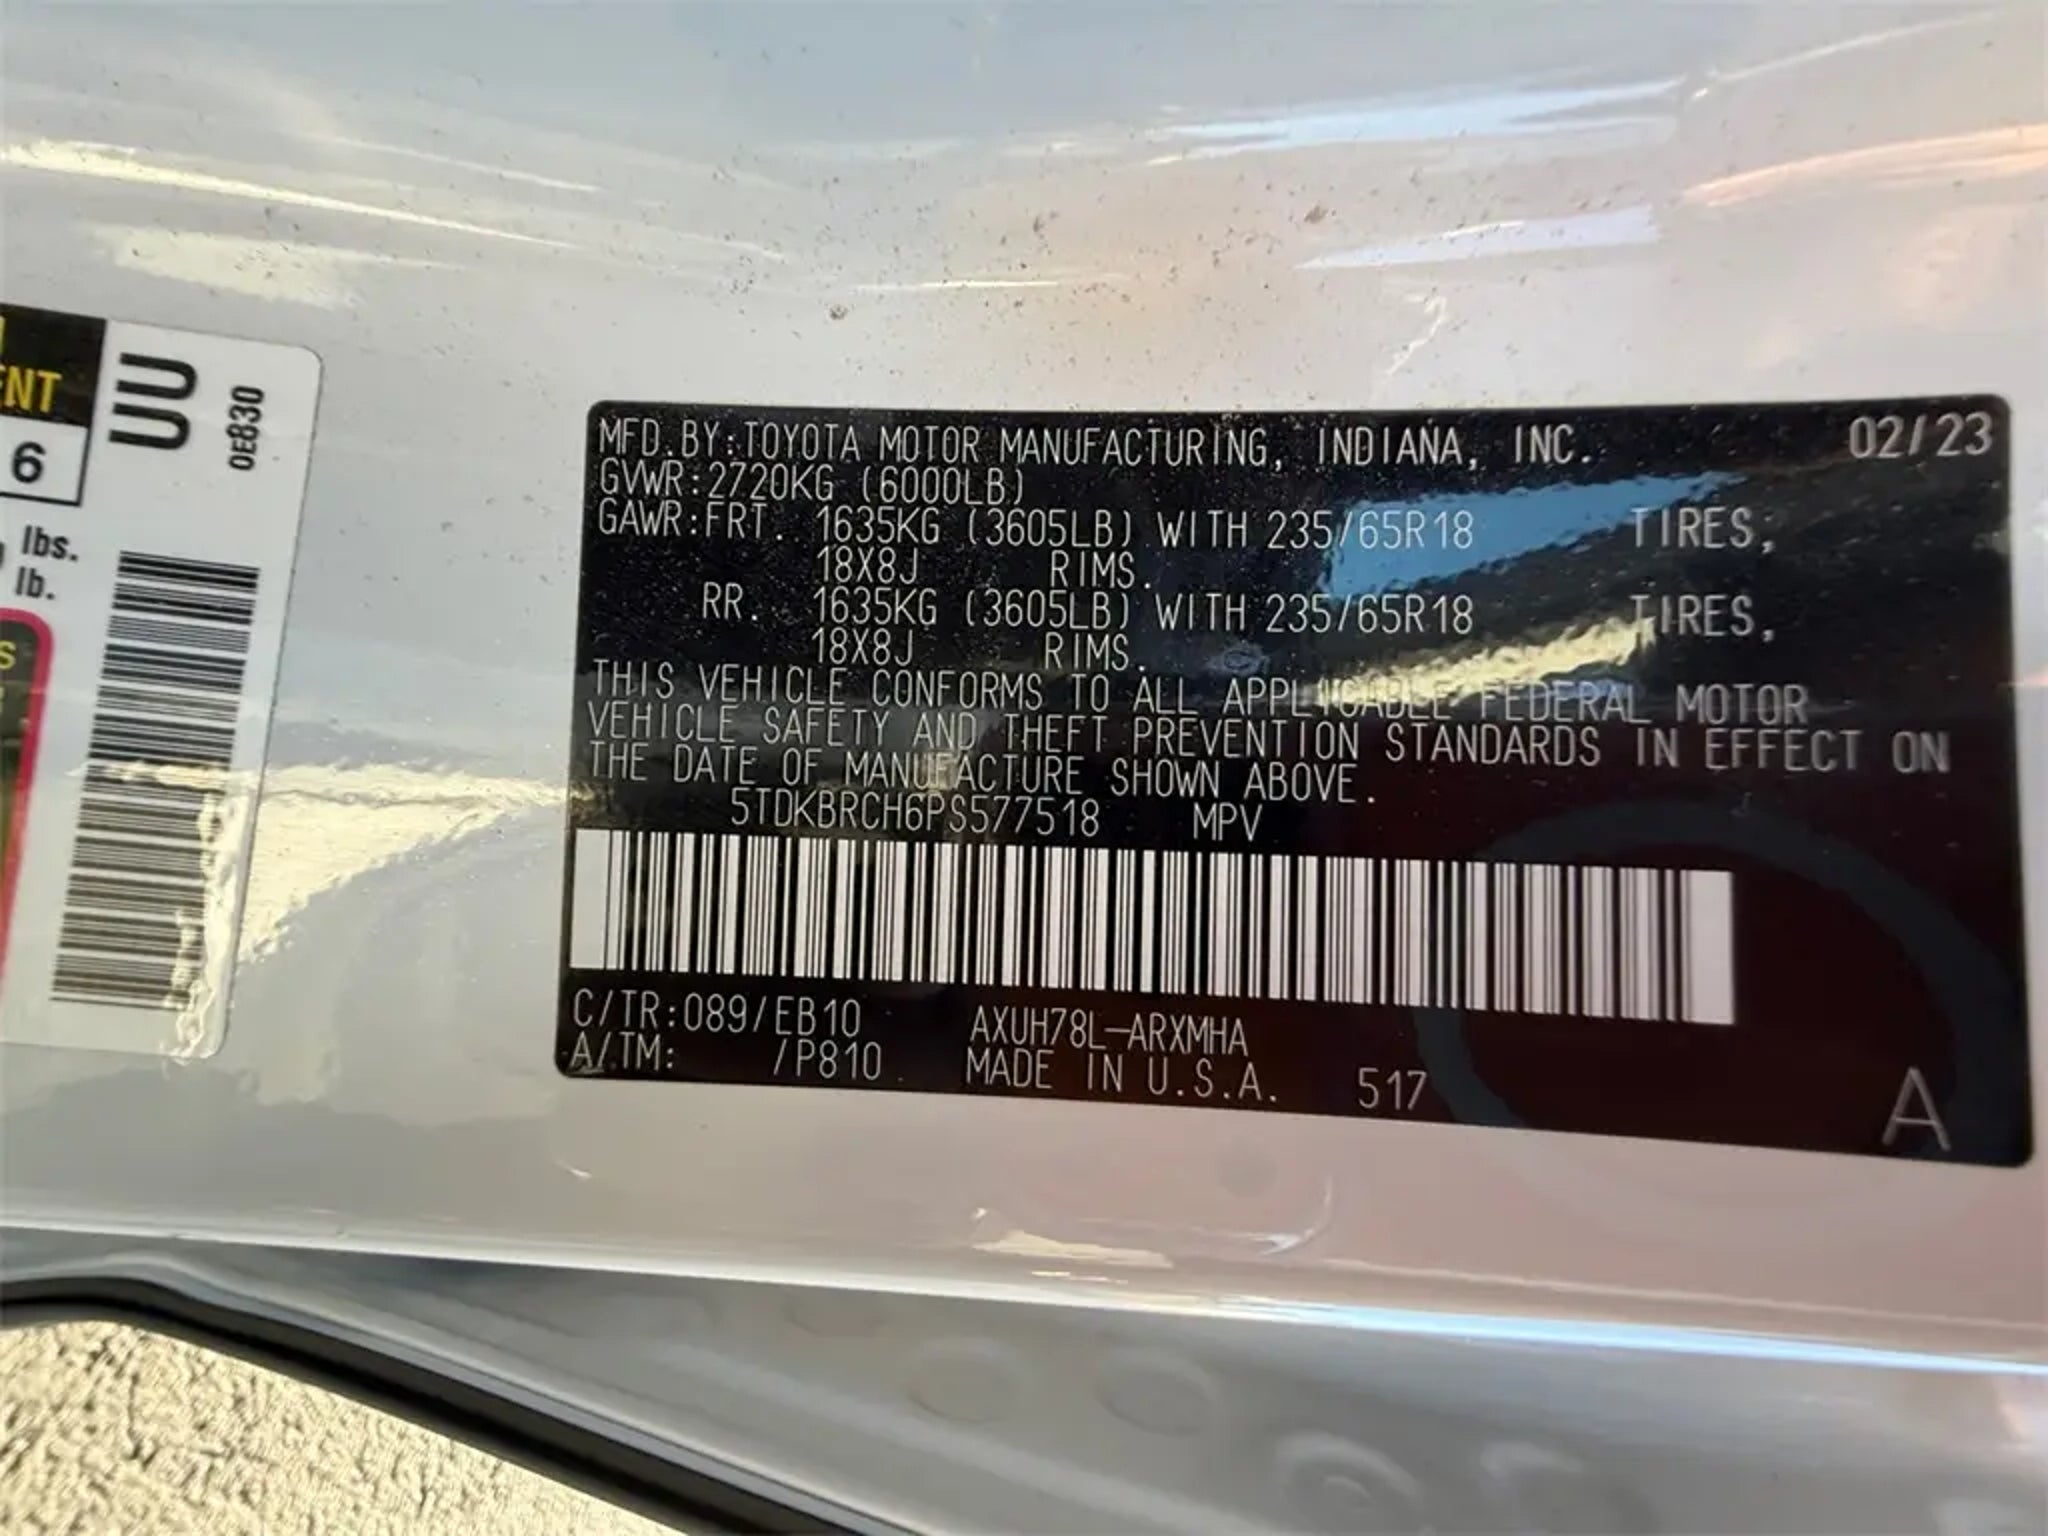 ENT
6
lbs.
lb.
S
UU
0E830
MFD.BY:TOYOTA MOTOR MANUFACTURING, INDIANA, INC. 02/23
GVWR:2720KG (6000LB)
GAWR:FRT. 1635KG (3605LB) WITH 235/65R18 TIRES,
18X8J RIMS.
RR. 1635KG (3605LB) WITH 235/65R18 TIRES,
18X8J RIMS.
THIS VEHICLE CONFORMS TO ALL APPLICABLE FEDERAL MOTOR
VEHICLE SAFETY AND THEFT PREVENTION STANDARDS IN EFFECT ON
THE DATE OF MANUFACTURE SHOWN ABOVE.
5TDKBRCH6PS577518 MPV
C/TR:089/EB10 AXUH78L-ARXMHA
A/TM: /P810 MADE IN U.S.A. 517 A